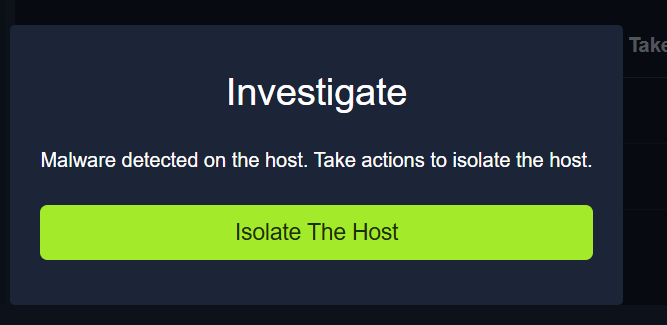 Take
Investigate
Malware detected on the host. Take actions to isolate the host.
Isolate The Host